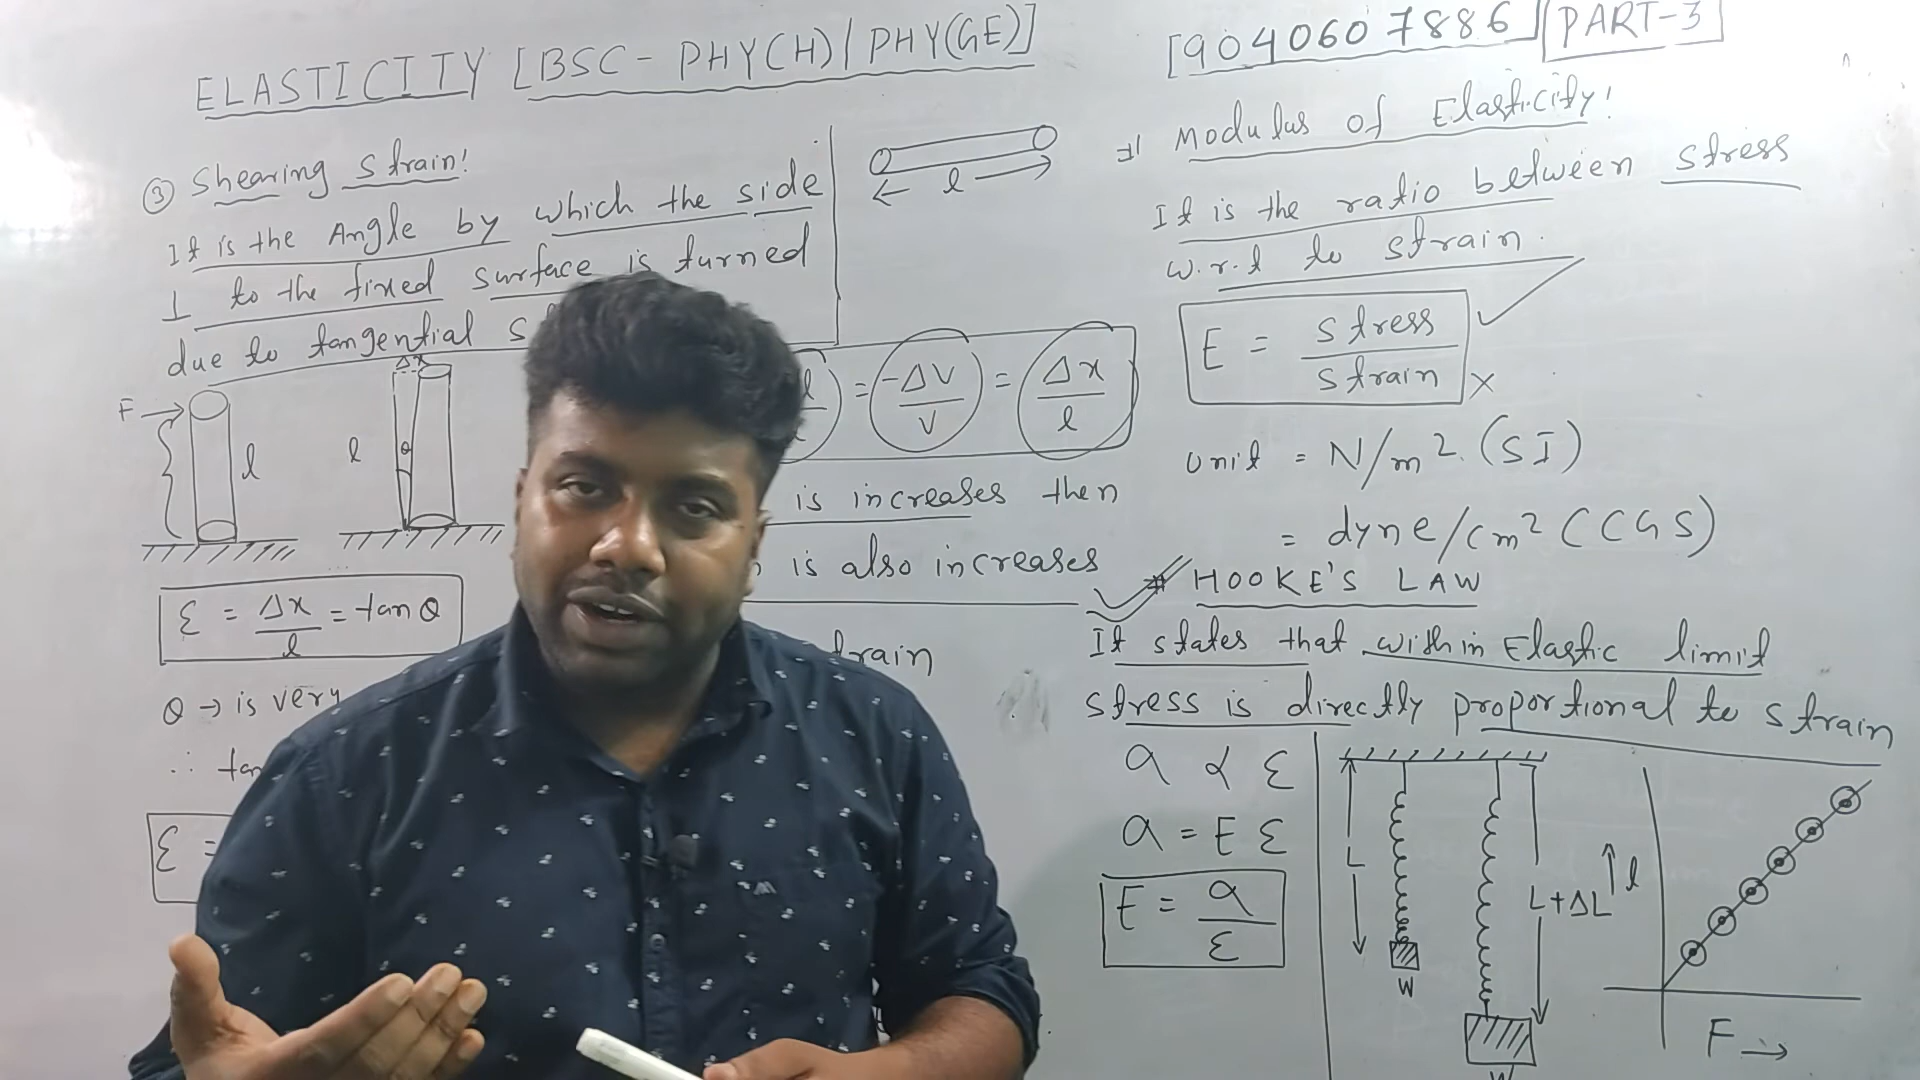 ELASTICITY [BSC - PHY(H) | PHY(GE)]
[9040607886] PART-3
③ Shearing strain!
It is the Angle by which the side
⊥ to the fixed surface is turned
due to tangential
F → l
Δx
l θ
ε = Δx/l = tan θ
θ → is very
∴ tan
ε =
l
= -ΔV/V = Δx/l
is increases then
is also increases
# Modulus of Elasticity!
It is the ratio between stress
w.r.t to strain.
E = stress/strain
unit = N/m². (SI)
= dyne/cm² (CGS)
# HOOKE'S LAW
It states that within Elastic limit
stress is directly proportional to strain
a ∝ ε
a = E ε
E = a/ε
L
W
L+ΔL
W
↑ l
F →